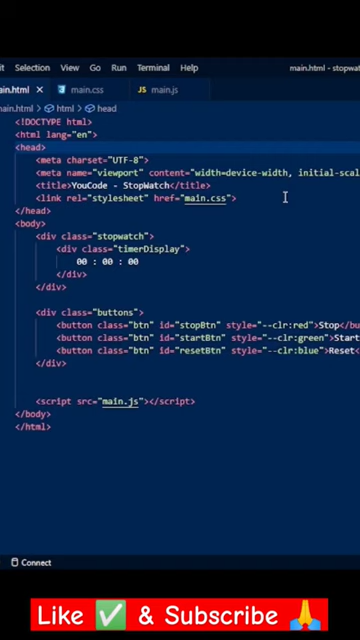 it Selection View Go Run ··· main.html - stopwatc
ain.html × main.css JS main.js
ain.html > html > head
<!DOCTYPE html>
<html lang="en">
<head>
<meta charset="UTF-8">
<meta name="viewport" content="width=device-width, initial-scal
<title>YouCode - StopWatch</title>
<link rel="stylesheet" href="main.css">
</head>
<body>
<div class="stopwatch">
<div class="timerDisplay">
00 : 00 : 00
</div>
</div>
<div class="buttons">
<button class="btn" id="stopBtn" style="--clr:red">Stop</bu
<button class="btn" id="startBtn" style="--clr:green">Start
<button class="btn" id="resetBtn" style="--clr:blue">Reset<
</div>
<script src="main.js"></script>
</body>
</html>
Connect
Like ✅ & Subscribe 🙏